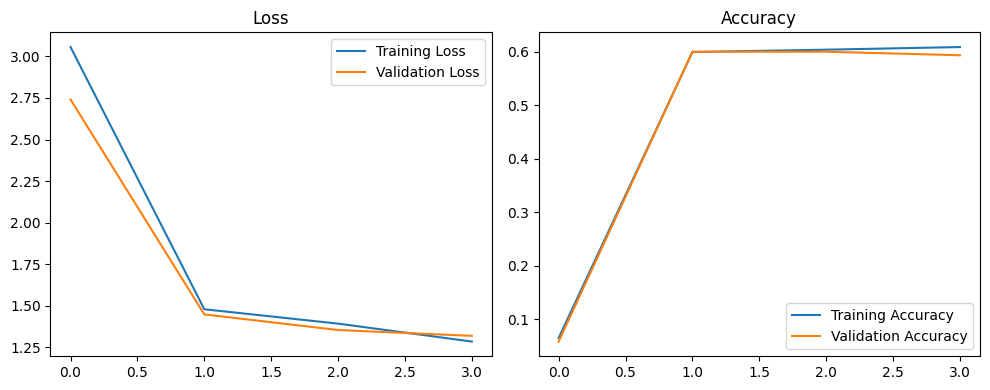 Loss
3.00
2.75
2.50
2.25
2.00
1.75
1.50
1.25
0.0 0.5 1.0 1.5 2.0 2.5 3.0
Training Loss
Validation Loss
Accuracy
0.6
0.5
0.4
0.3
0.2
0.1
0.0 0.5 1.0 1.5 2.0 2.5 3.0
Training Accuracy
Validation Accuracy